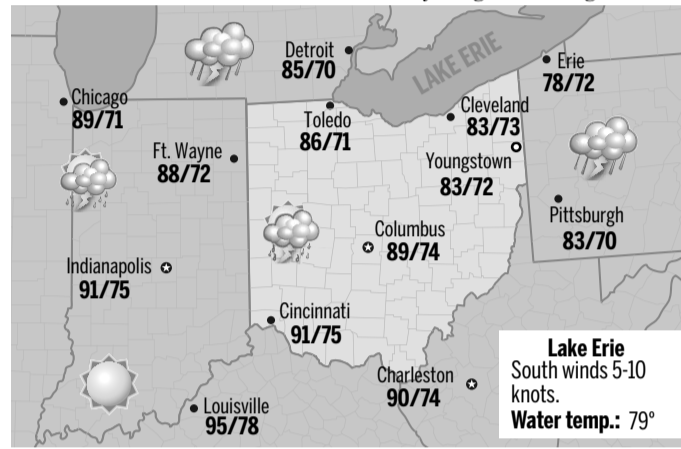 Detroit
85/70
LAKE ERIE
Erie
78/72
Chicago
89/71
Toledo
86/71
Cleveland
83/73
Ft. Wayne
88/72
Youngstown
83/72
Pittsburgh
83/70
Columbus
89/74
Indianapolis
91/75
Cincinnati
91/75
Charleston
90/74
Louisville
95/78
Lake Erie
South winds 5-10
knots.
Water temp.: 79°